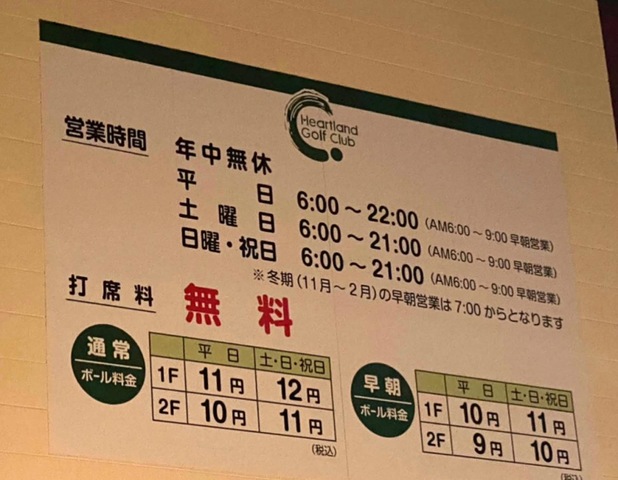 Heartland
Golf Club
営業時間 年中無休
平日 6:00～22:00 (AM6:00～9:00 早朝営業)
土曜日 6:00～21:00 (AM6:00～9:00 早朝営業)
日曜・祝日 6:00～21:00 (AM6:00～9:00 早朝営業)
※冬期(11月～2月)の早朝営業は7:00からとなります
打席料 無料
通常
ボール料金
平日 土・日・祝日
1F 11円 12円
2F 10円 11円
(税込)
早朝
ボール料金
平日 土・日・祝日
1F 10円 11円
2F 9円 10円
(税込)